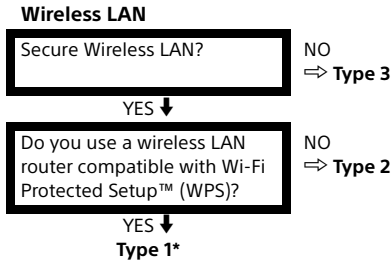 Wireless LAN
Secure Wireless LAN?
NO
⇨ Type 3
YES ⬇
Do you use a wireless LAN
router compatible with Wi-Fi
Protected Setup™ (WPS)?
NO
⇨ Type 2
YES ⬇
Type 1*